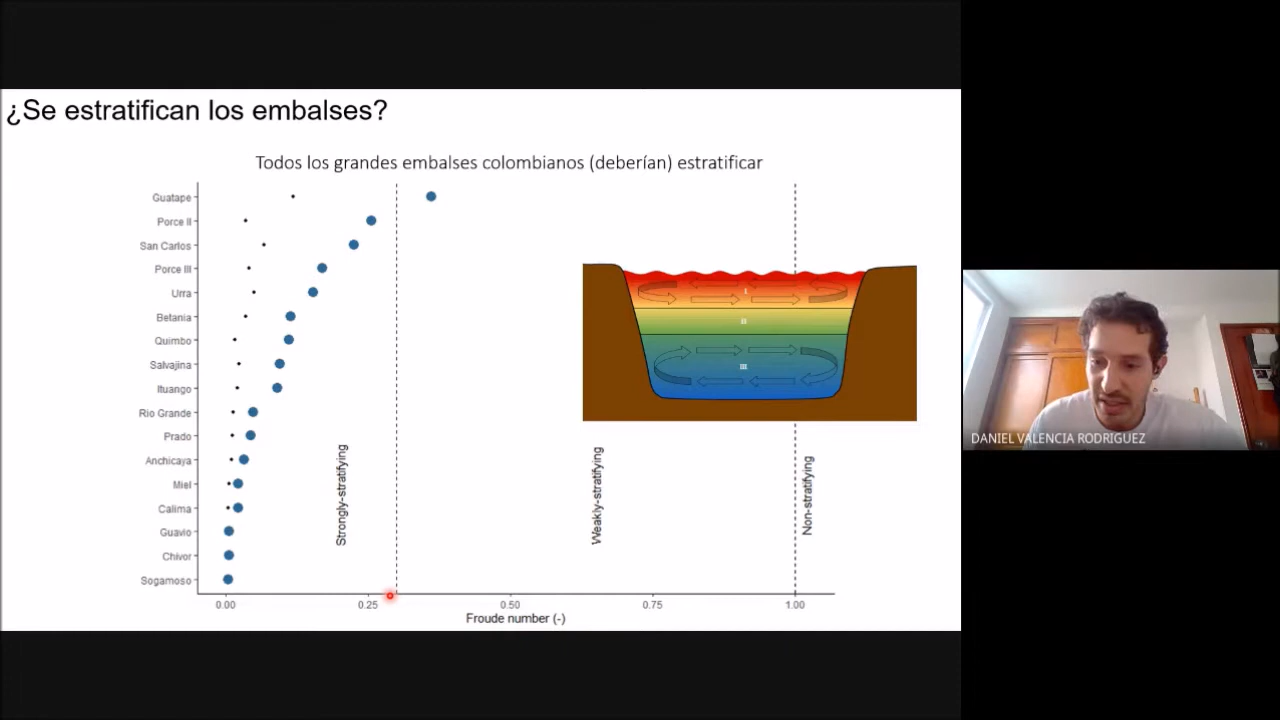 ¿Se estratifican los embalses?
Todos los grandes embalses colombianos (deberían) estratificar
Guatape
Porce II
San Carlos
Porce III
Urra
Betania
Quimbo
Salvajina
Ituango
Rio Grande
Prado
Anchicaya
Miel
Calima
Guavio
Chivor
Sogamoso
Strongly-stratifying
Weakly-stratifying
Non-stratifying
I
II
III
0.00
0.25
0.50
0.75
1.00
Froude number (-)
DANIEL VALENCIA RODRIGUEZ